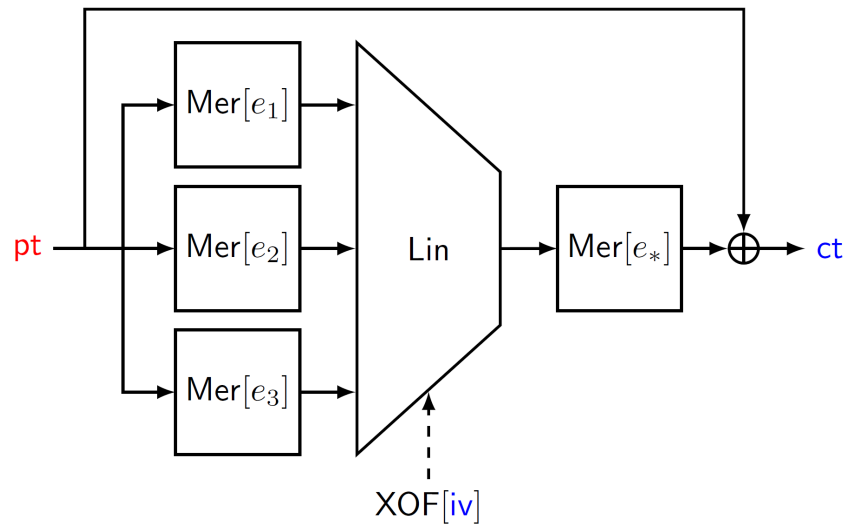 Mer[e₁]
pt
Mer[e₂]
Lin
Mer[e∗]
ct
Mer[e₃]
XOF[iv]